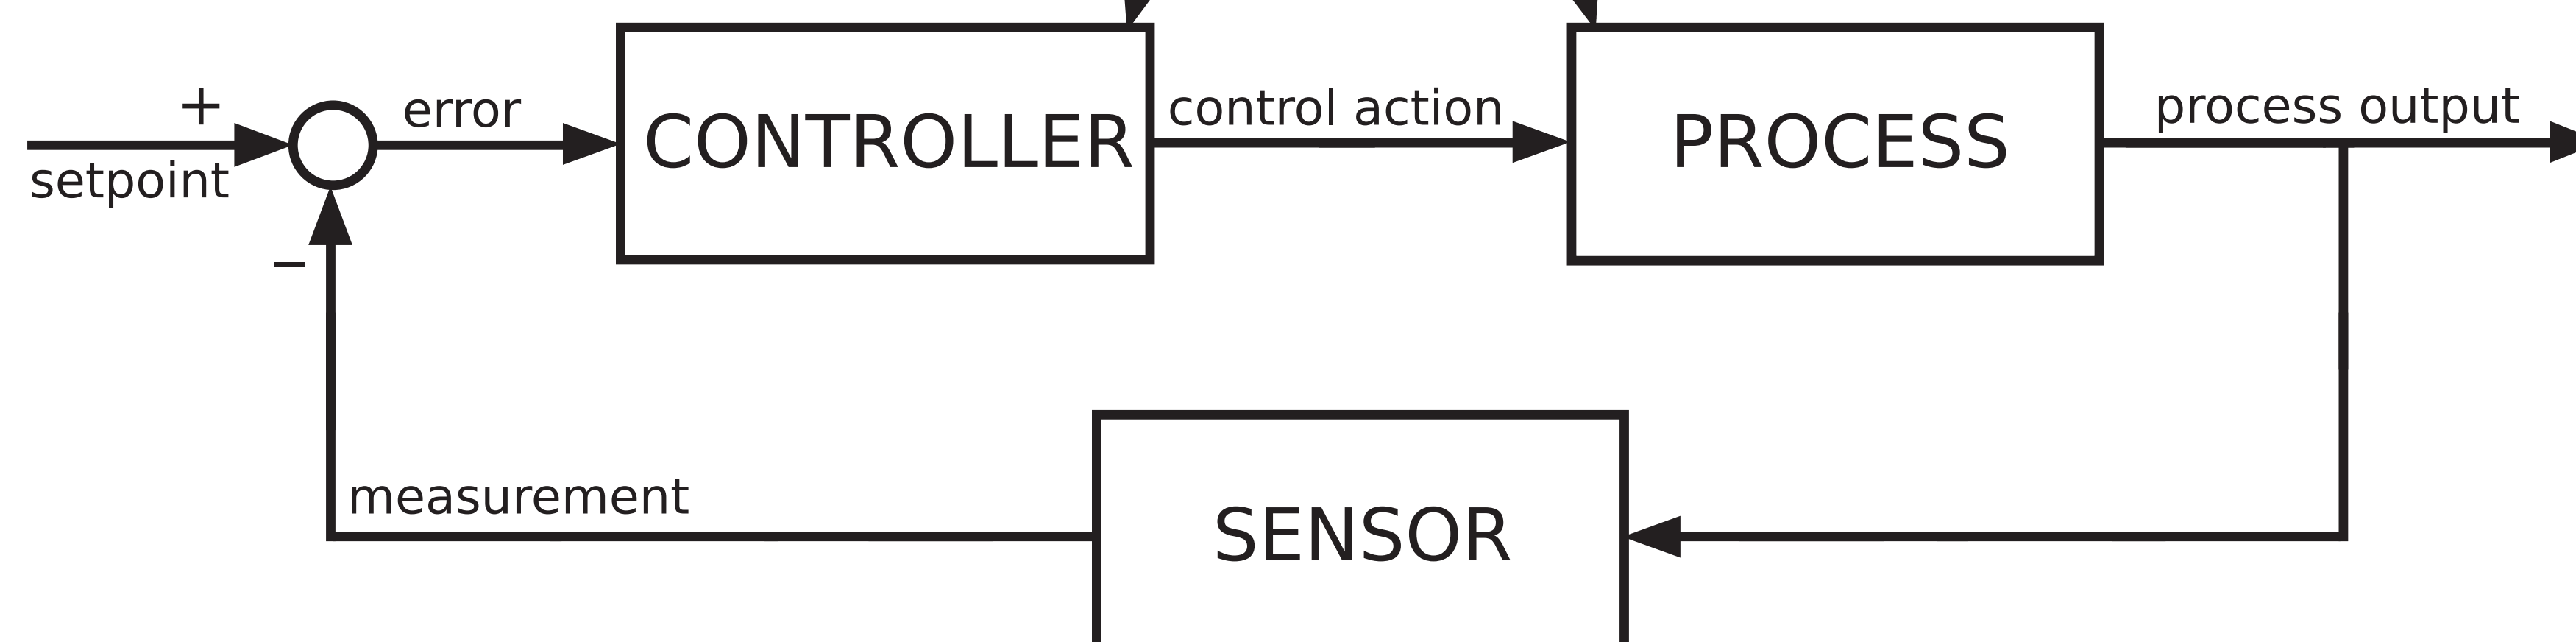 +
setpoint
error
CONTROLLER
control action
PROCESS
process output
−
measurement
SENSOR